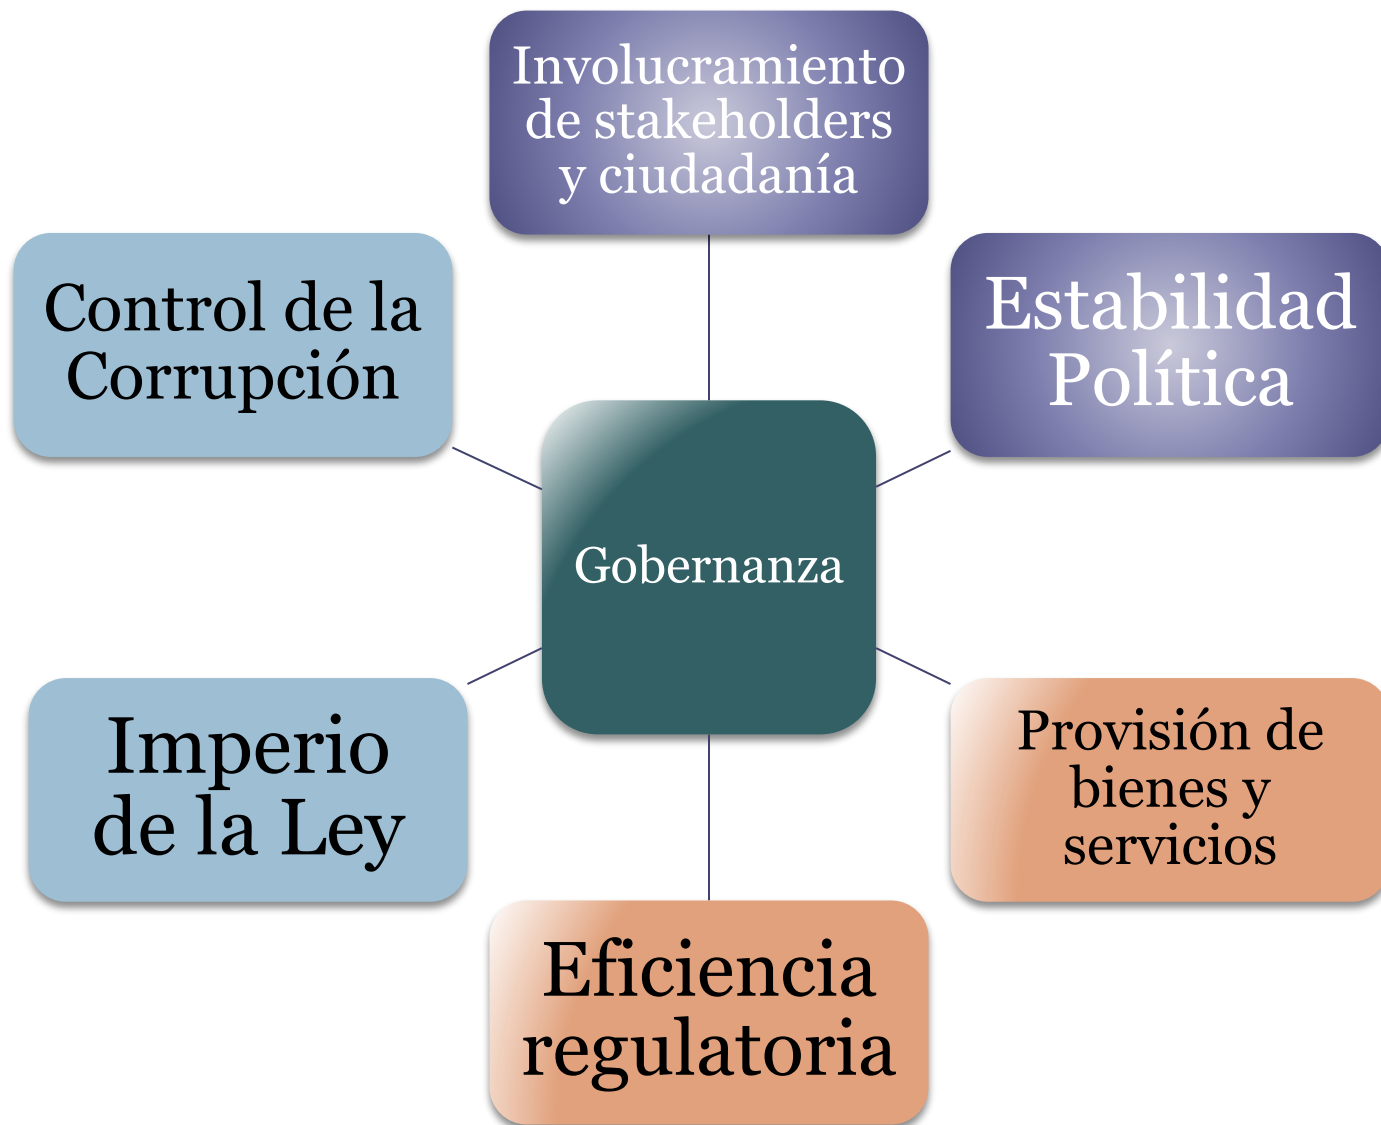 Involucramiento
de stakeholders
y ciudadanía
Control de la
Corrupción
Estabilidad
Política
Gobernanza
Imperio
de la Ley
Provisión de
bienes y
servicios
Eficiencia
regulatoria